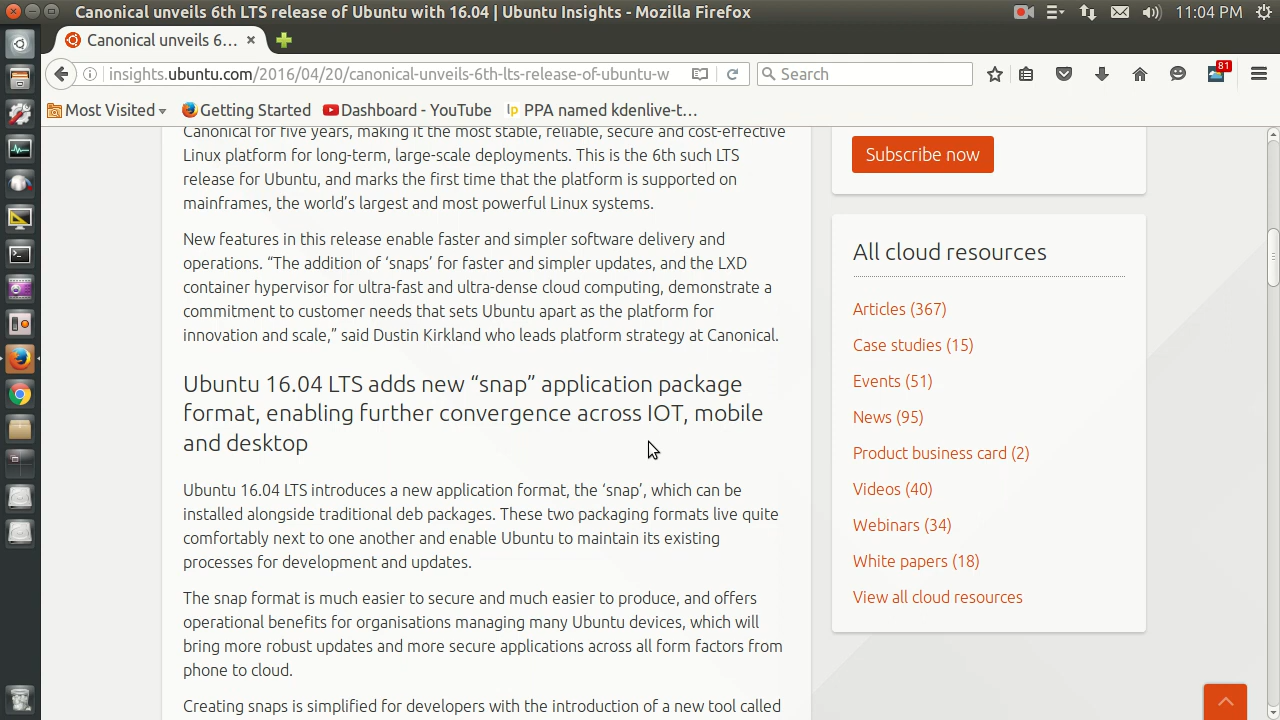 Canonical unveils 6th LTS release of Ubuntu with 16.04 | Ubuntu Insights - Mozilla Firefox
11:04 PM
Canonical unveils 6...
insights.ubuntu.com/2016/04/20/canonical-unveils-6th-lts-release-of-ubuntu-w
Search
81
Most Visited
Getting Started
Dashboard - YouTube
PPA named kdenlive-t...
Canonical for five years, making it the most stable, reliable, secure and cost-effective
Linux platform for long-term, large-scale deployments. This is the 6th such LTS
release for Ubuntu, and marks the first time that the platform is supported on
mainframes, the world’s largest and most powerful Linux systems.
New features in this release enable faster and simpler software delivery and
operations. “The addition of ‘snaps’ for faster and simpler updates, and the LXD
container hypervisor for ultra-fast and ultra-dense cloud computing, demonstrate a
commitment to customer needs that sets Ubuntu apart as the platform for
innovation and scale,” said Dustin Kirkland who leads platform strategy at Canonical.
Ubuntu 16.04 LTS adds new “snap” application package
format, enabling further convergence across IOT, mobile
and desktop
Ubuntu 16.04 LTS introduces a new application format, the ‘snap’, which can be
installed alongside traditional deb packages. These two packaging formats live quite
comfortably next to one another and enable Ubuntu to maintain its existing
processes for development and updates.
The snap format is much easier to secure and much easier to produce, and offers
operational benefits for organisations managing many Ubuntu devices, which will
bring more robust updates and more secure applications across all form factors from
phone to cloud.
Creating snaps is simplified for developers with the introduction of a new tool called
Subscribe now
All cloud resources
Articles (367)
Case studies (15)
Events (51)
News (95)
Product business card (2)
Videos (40)
Webinars (34)
White papers (18)
View all cloud resources